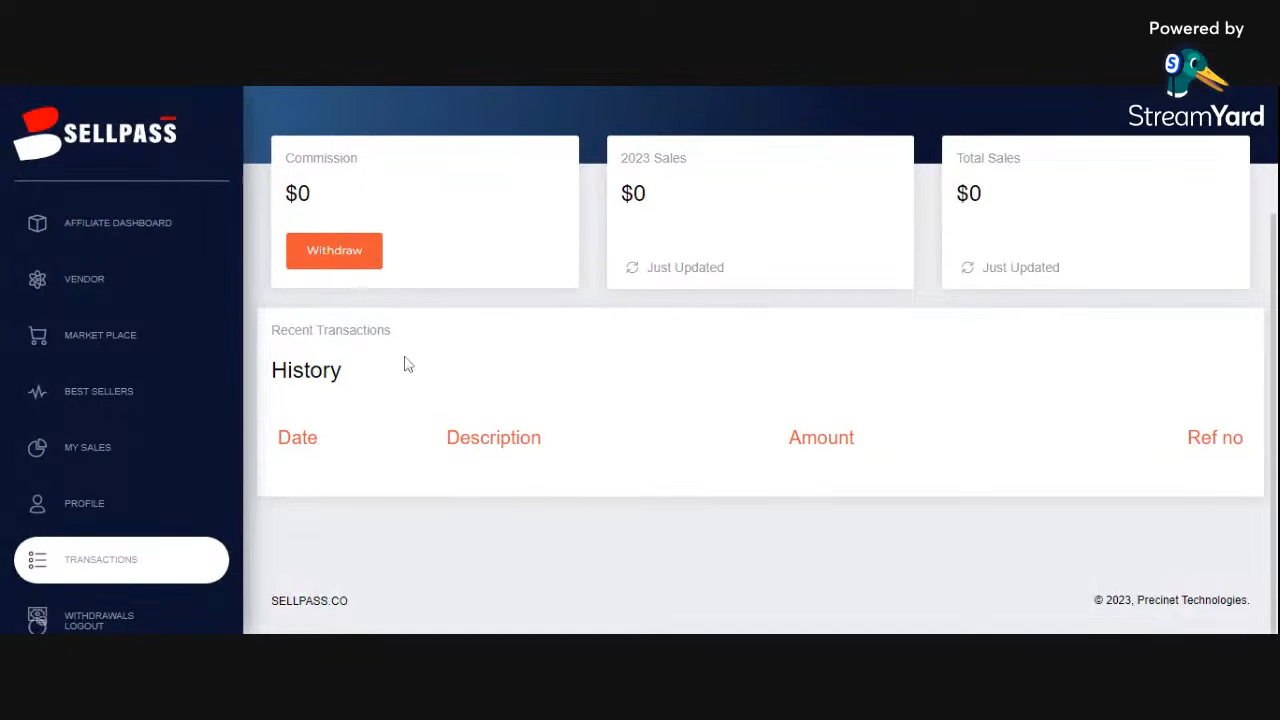 Powered by
S
StreamYard
SELLPASS
AFFILIATE DASHBOARD
VENDOR
MARKET PLACE
BEST SELLERS
MY SALES
PROFILE
TRANSACTIONS
WITHDRAWALS
LOGOUT
Commission
$0
Withdraw
2023 Sales
$0
Just Updated
Total Sales
$0
Just Updated
Recent Transactions
History
Date Description Amount Ref no
SELLPASS.CO
© 2023, Precinet Technologies.